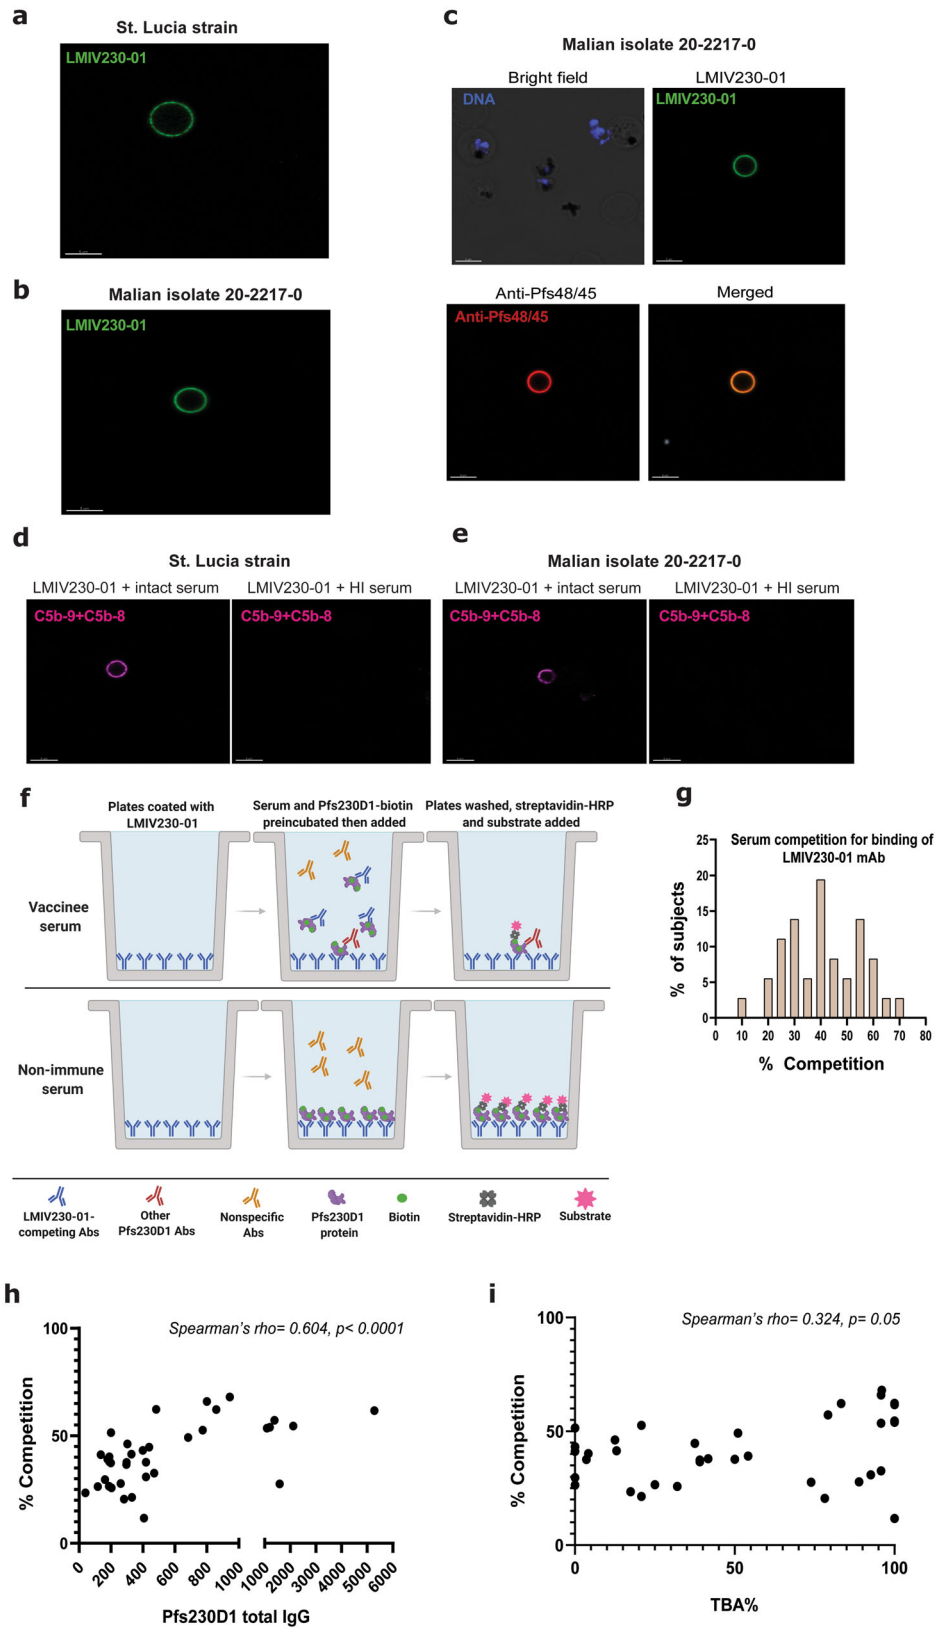 a
St. Lucia strain
LMIV230-01
b
Malian isolate 20-2217-0
LMIV230-01
c
Malian isolate 20-2217-0
Bright field
LMIV230-01
DNA
LMIV230-01
Anti-Pfs48/45
Merged
Anti-Pfs48/45
d
St. Lucia strain
LMIV230-01 + intact serum
LMIV230-01 + HI serum
C5b-9+C5b-8
C5b-9+C5b-8
e
Malian isolate 20-2217-0
LMIV230-01 + intact serum
LMIV230-01 + HI serum
C5b-9+C5b-8
C5b-9+C5b-8
f
Plates coated with
LMIV230-01
Serum and Pfs230D1-biotin
preincubated then added
Plates washed, streptavidin-HRP
and substrate added
Vaccinee
serum
Non-immune
serum
LMIV230-01-
competing Abs
Other
Pfs230D1 Abs
Nonspecific
Abs
Pfs230D1
protein
Biotin
Streptavidin-HRP
Substrate
g
Serum competition for binding of
LMIV230-01 mAb
% of subjects
25
20
15
10
5
0
0 10 20 30 40 50 60 70 80
% Competition
h
Spearman's rho= 0.604, p< 0.0001
% Competition
100
50
0
0 200 400 600 800 1000 1000 2000 3000 4000 5000 6000
Pfs230D1 total IgG
i
Spearman's rho= 0.324, p= 0.05
% Competition
100
50
0
0 50 100
TBA%